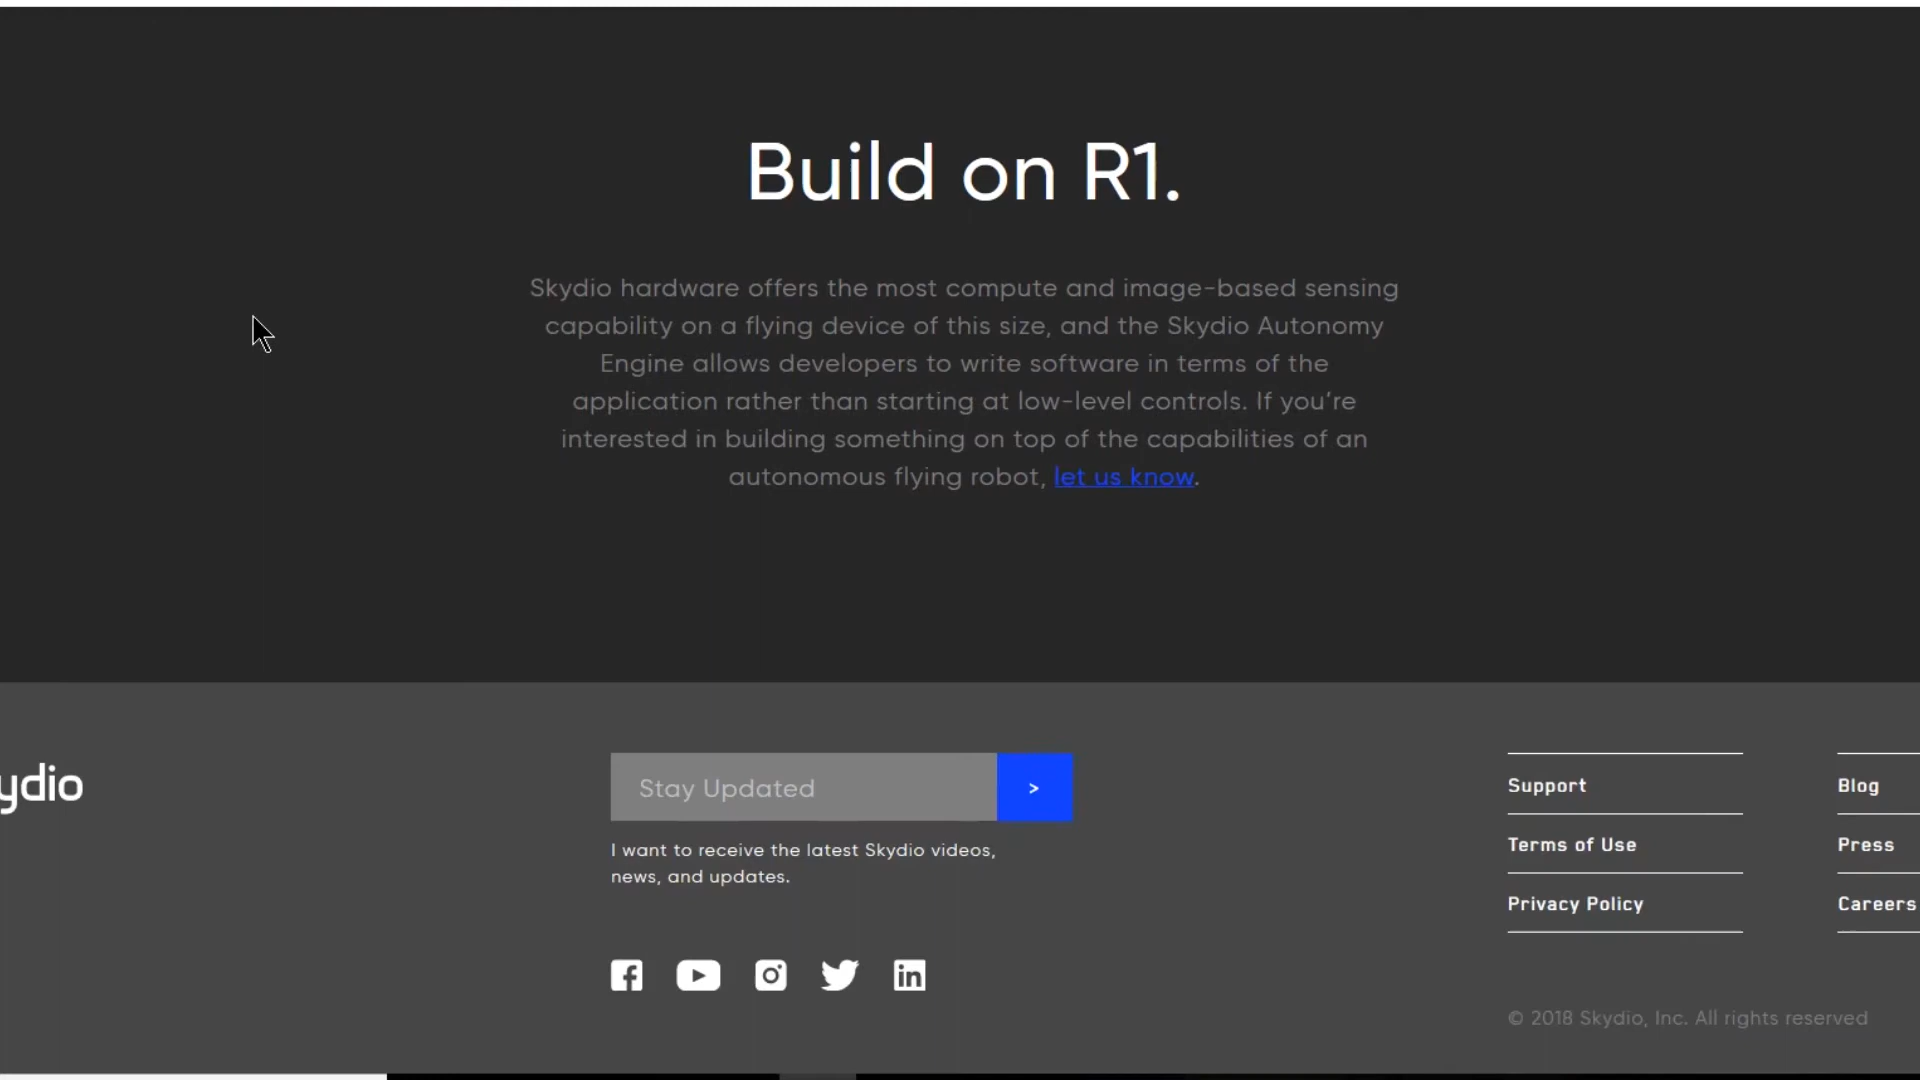 Build on R1.
Skydio hardware offers the most compute and image-based sensing
capability on a flying device of this size, and the Skydio Autonomy
Engine allows developers to write software in terms of the
application rather than starting at low-level controls. If you’re
interested in building something on top of the capabilities of an
autonomous flying robot, let us know.
ydio
Stay Updated >
I want to receive the latest Skydio videos,
news, and updates.
Support
Terms of Use
Privacy Policy
Blog
Press
Careers
© 2018 Skydio, Inc. All rights reserved